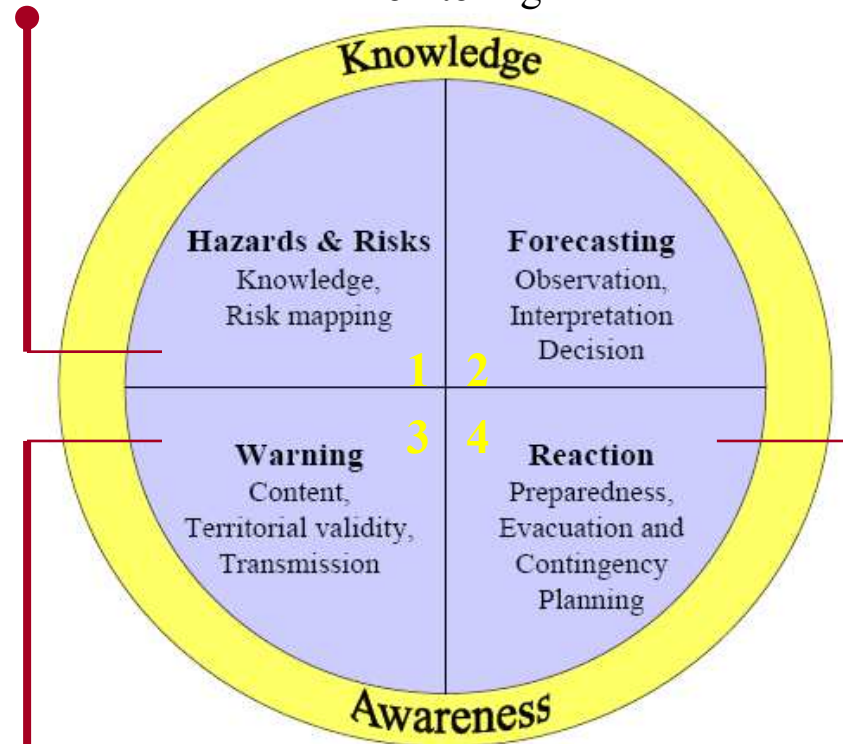 Knowledge
Hazards & Risks
Knowledge,
Risk mapping
1
Forecasting
Observation,
Interpretation
Decision
2
3
Warning
Content,
Territorial validity,
Transmission
4
Reaction
Preparedness,
Evacuation and
Contingency
Planning
Awareness